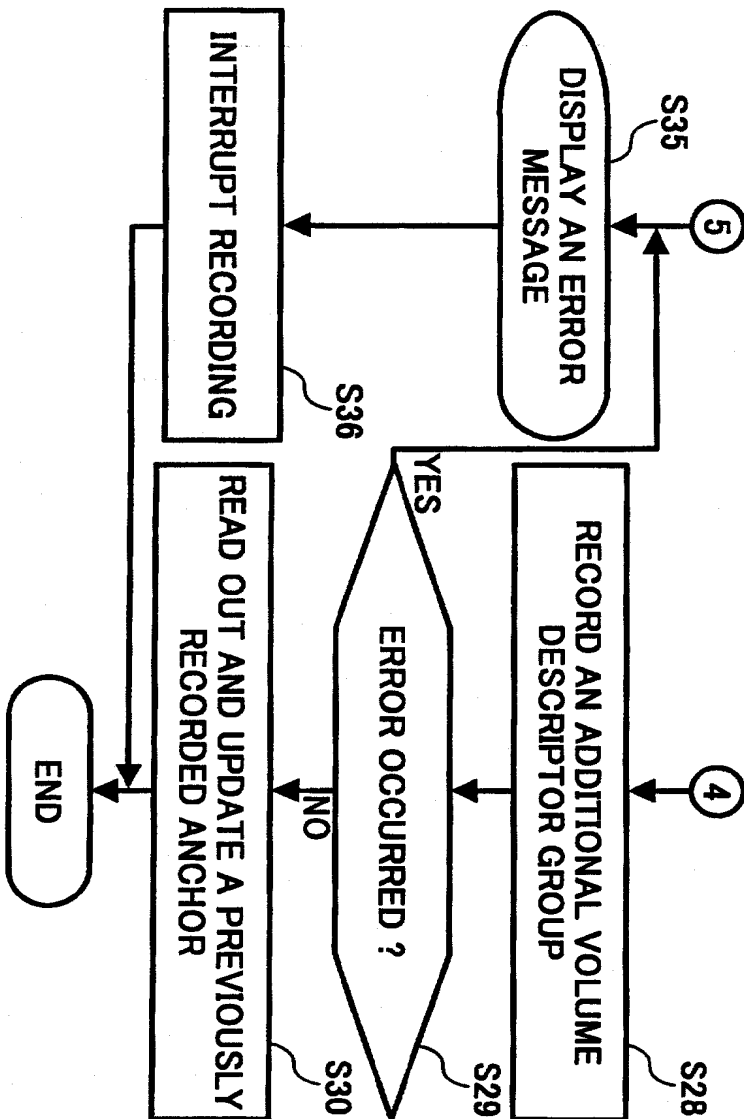 5
S35
DISPLAY AN ERROR
MESSAGE
INTERRUPT RECORDING
S36
4
RECORD AN ADDITIONAL VOLUME
DESCRIPTOR GROUP
S28
YES
ERROR OCCURRED ?
S29
NO
READ OUT AND UPDATE A PREVIOUSLY
RECORDED ANCHOR
S30
END